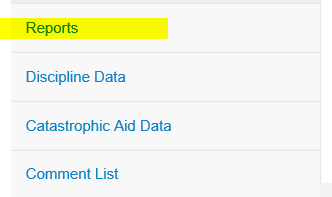 Reports
Discipline Data
Catastrophic Aid Data
Comment List